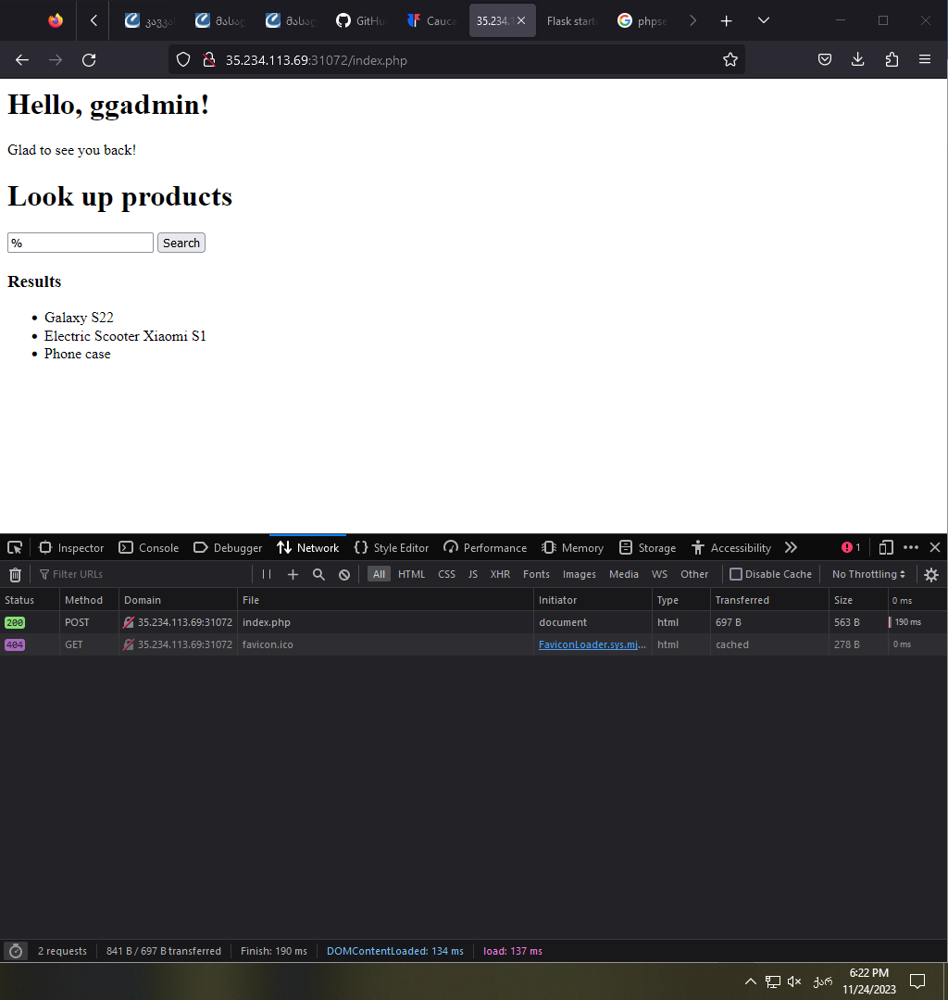 კავკა
მასალ
მასალ
GitHu
Cauca
35.234.1
Flask start
phpse
35.234.113.69:31072/index.php
Hello, ggadmin!
Glad to see you back!
Look up products
% Search
Results
Galaxy S22
Electric Scooter Xiaomi S1
Phone case
Inspector Console Debugger Network Style Editor Performance Memory Storage Accessibility 1
Filter URLs All HTML CSS JS XHR Fonts Images Media WS Other Disable Cache No Throttling
Status Method Domain File Initiator Type Transferred Size 0 ms
200 POST 35.234.113.69:31072 index.php document html 697 B 563 B 190 ms
404 GET 35.234.113.69:31072 favicon.ico FaviconLoader.sys.mj... html cached 278 B 0 ms
2 requests 841 B / 697 B transferred Finish: 190 ms DOMContentLoaded: 134 ms load: 137 ms
ქარ
6:22 PM
11/24/2023